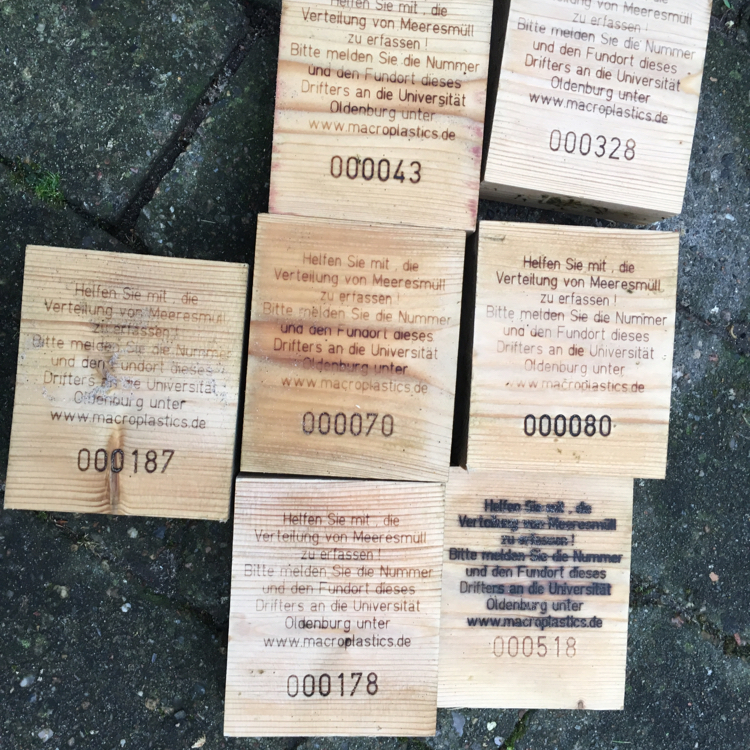 Helfen Sie mit , die
Verteilung von Meeresmüll
zu erfassen !
Bitte melden Sie die Nummer
und den Fundort dieses
Drifters an die Universität
Oldenburg unter
www.macroplastics.de
000043
Verteilung von Meeresmüll
zu erfassen !
Bitte melden Sie die Nummer
und den Fundort dieses
Drifters an die Universität
Oldenburg unter
www.macroplastics.de
000328
Helfen Sie mit , die
Verteilung von Meeresmüll
zu erfassen !
Bitte melden Sie die Nummer
und den Fundort dieses
Drifters an die Universität
Oldenburg unter
www.macroplastics.de
000187
Helfen Sie mit , die
Verteilung von Meeresmüll
zu erfassen !
Bitte melden Sie die Nummer
und den Fundort dieses
Drifters an die Universität
Oldenburg unter
www.macroplastics.de
000070
Helfen Sie mit , die
Verteilung von Meeresmüll
zu erfassen !
Bitte melden Sie die Nummer
und den Fundort dieses
Drifters an die Universität
Oldenburg unter
www.macroplastics.de
000080
Helfen Sie mit , die
Verteilung von Meeresmüll
zu erfassen !
Bitte melden Sie die Nummer
und den Fundort dieses
Drifters an die Universität
Oldenburg unter
www.macroplastics.de
000178
Helfen Sie mit , die
Verteilung von Meeresmüll
zu erfassen !
Bitte melden Sie die Nummer
und den Fundort dieses
Drifters an die Universität
Oldenburg unter
www.macroplastics.de
000518